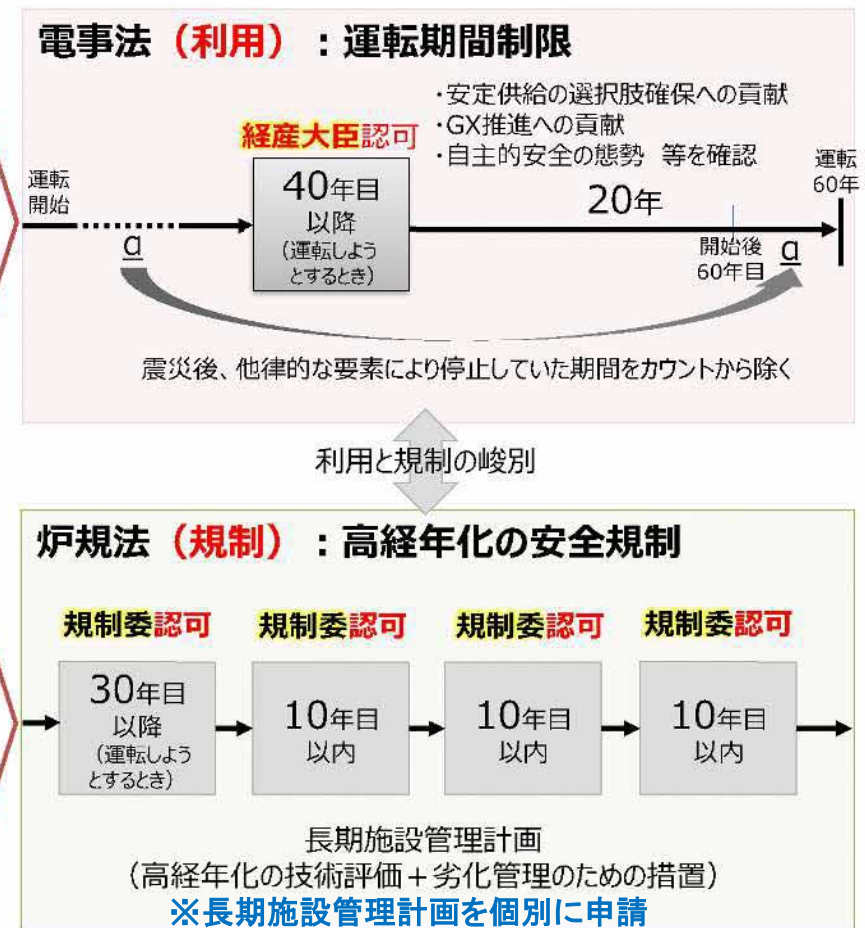 電事法（利用）：運転期間制限
・安定供給の選択肢確保への貢献
・GX推進への貢献
・自主的安全の態勢 等を確認
経産大臣認可
運転
開始
40年目
以降
（運転しよう
とするとき）
20年
運転
60年
a
開始後
60年目
a
震災後、他律的な要素により停止していた期間をカウントから除く
利用と規制の峻別
炉規法（規制）：高経年化の安全規制
規制委認可
規制委認可
規制委認可
規制委認可
30年目
以降
（運転しよう
とするとき）
10年目
以内
10年目
以内
10年目
以内
長期施設管理計画
（高経年化の技術評価＋劣化管理のための措置）
※長期施設管理計画を個別に申請